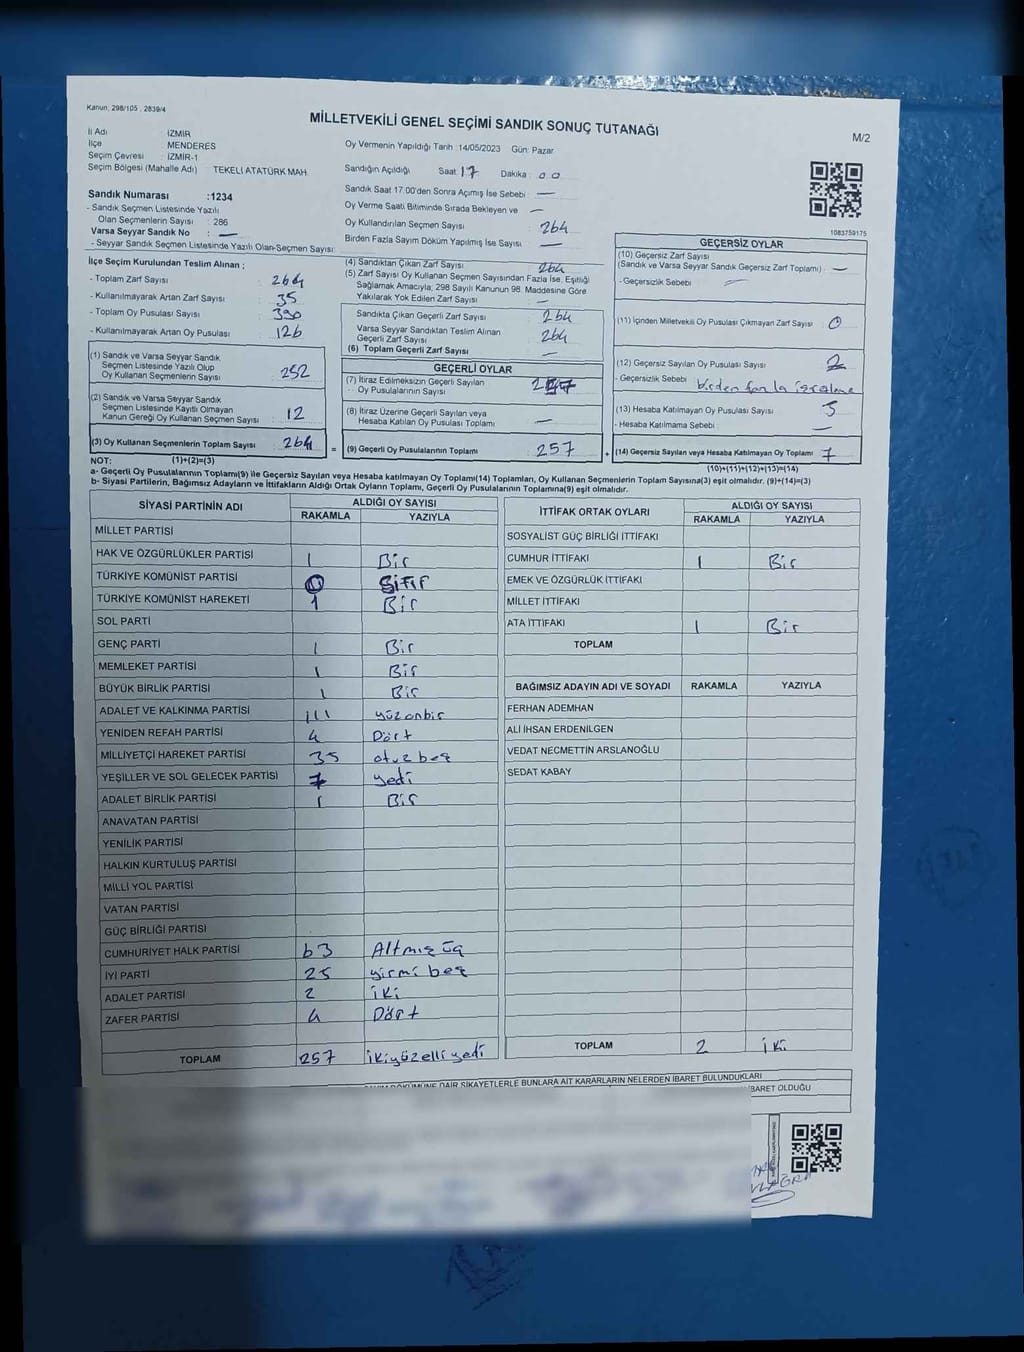 Kanun: 298/105 , 2839/4
MİLLETVEKİLİ GENEL SEÇİMİ SANDIK SONUÇ TUTANAĞI
M/2
İl Adı : İZMİR
İlçe : MENDERES
Seçim Çevresi : İZMİR-1
Seçim Bölgesi (Mahalle Adı) TEKELİ ATATÜRK MAH.
Sandık Numarası :1234
- Sandık Seçmen Listesinde Yazılı
Olan Seçmenlerin Sayısı : 286
Varsa Seyyar Sandık No : —
- Seyyar Sandık Seçmen Listesinde Yazılı Olan Seçmen Sayısı:
Oy Vermenin Yapıldığı Tarih :14/05/2023 Gün: Pazar
Sandığın Açıldığı Saat: 17 Dakika : 00
Sandık Saat 17.00'den Sonra Açımış İse Sebebi : —
Oy Verme Saati Bitiminde Sırada Bekleyen ve —
Oy Kullandırılan Seçmen Sayısı : 264
Birden Fazla Sayım Döküm Yapılmış İse Sayısı : —
1083759175
İlçe Seçim Kurulundan Teslim Alınan ;
- Toplam Zarf Sayısı : 264
- Kullanılmayarak Artan Zarf Sayısı : 35
- Toplam Oy Pusulası Sayısı : 390
- Kullanılmayarak Artan Oy Pusulası : 126
(1) Sandık ve Varsa Seyyar Sandık
Seçmen Listesinde Yazılı Olup
Oy Kullanan Seçmenlerin Sayısı : 252
(2) Sandık ve Varsa Seyyar Sandık
Seçmen Listesinde Kayıtlı Olmayan
Kanun Gereği Oy Kullanan Seçmen Sayısı : 12
(3) Oy Kullanan Seçmenlerin Toplam Sayısı : 264
(4) Sandıktan Çıkan Zarf Sayısı : 264
(5) Zarf Sayısı Oy Kullanan Seçmen Sayısından Fazla İse, Eşitliği
Sağlamak Amacıyla; 298 Sayılı Kanunun 98. Maddesine Göre
Yakılarak Yok Edilen Zarf Sayısı : —
Sandıkta Çıkan Geçerli Zarf Sayısı : 264
Varsa Seyyar Sandıktan Teslim Alınan
Geçerli Zarf Sayısı : 264
(6) Toplam Geçerli Zarf Sayısı : —
GEÇERLİ OYLAR
(7) İtiraz Edilmeksizin Geçerli Sayılan
Oy Pusulalarının Sayısı :
(8) İtiraz Üzerine Geçerli Sayılan veya
Hesaba Katılan Oy Pusulası Toplamı : —
= (9) Geçerli Oy Pusulalarının Toplamı : 257
GEÇERSİZ OYLAR
(10) Geçersiz Zarf Sayısı
(Sandık ve Varsa Seyyar Sandık Geçersiz Zarf Toplamı) : —
- Geçersizlik Sebebi : —
(11) İçinden Milletvekili Oy Pusulası Çıkmayan Zarf Sayısı : 0
(12) Geçersiz Sayılan Oy Pusulası Sayısı : 2
- Geçersizlik Sebebi : birden fazla
(13) Hesaba Katılmayan Oy Pusulası Sayısı : 5
- Hesaba Katılmama Sebebi : —
+ (14) Geçersiz Sayılan veya Hesaba Katılmayan Oy Toplamı : 7
NOT: (1)+(2)=(3)
(10)+(11)+(12)+(13)=(14)
a- Geçerli Oy Pusulalarının Toplamı(9) ile Geçersiz Sayılan veya Hesaba katılmayan Oy Toplamı(14) Toplamları, Oy Kullanan Seçmenlerin Toplam Sayısına(3) eşit olmalıdır. (9)+(14)=(3)
b- Siyasi Partilerin, Bağımsız Adayların ve İttifakların Aldığı Ortak Oyların Toplamı, Geçerli Oy Pusulalarının Toplamına(9) eşit olmalıdır.
SİYASİ PARTİNİN ADI ALDIĞI OY SAYISI
RAKAMLA YAZIYLA
MİLLET PARTİSİ
HAK VE ÖZGÜRLÜKLER PARTİSİ 1 Bir
TÜRKİYE KOMÜNİST PARTİSİ 0 Sıfır
TÜRKİYE KOMÜNİST HAREKETİ 1 Bir
SOL PARTİ
GENÇ PARTİ 1 Bir
MEMLEKET PARTİSİ 1 Bir
BÜYÜK BİRLİK PARTİSİ 1 Bir
ADALET VE KALKINMA PARTİSİ 111 yüzonbir
YENİDEN REFAH PARTİSİ 4 Dört
MİLLİYETÇİ HAREKET PARTİSİ 35 otuz beş
YEŞİLLER VE SOL GELECEK PARTİSİ 7 yedi
ADALET BİRLİK PARTİSİ 1 Bir
ANAVATAN PARTİSİ
YENİLİK PARTİSİ
HALKIN KURTULUŞ PARTİSİ
MİLLİ YOL PARTİSİ
VATAN PARTİSİ
GÜÇ BİRLİĞİ PARTİSİ
CUMHURİYET HALK PARTİSİ 63 Altmış üç
İYİ PARTİ 25 yirmi beş
ADALET PARTİSİ 2 iki
ZAFER PARTİSİ 4 Dört
TOPLAM 257 ikiyüzelliyedi
İTTİFAK ORTAK OYLARI ALDIĞI OY SAYISI
RAKAMLA YAZIYLA
SOSYALİST GÜÇ BİRLİĞİ İTTİFAKI
CUMHUR İTTİFAKI 1 Bir
EMEK VE ÖZGÜRLÜK İTTİFAKI
MİLLET İTTİFAKI
ATA İTTİFAKI 1 Bir
TOPLAM
BAĞIMSIZ ADAYIN ADI VE SOYADI RAKAMLA YAZIYLA
FERHAN ADEMHAN
ALİ İHSAN ERDENİLGEN
VEDAT NECMETTİN ARSLANOĞLU
SEDAT KABAY
TOPLAM 2 iki
DÖKÜMÜNE DAİR ŞİKAYETLERLE BUNLARA AİT KARARLARIN NELERDEN İBARET BULUNDUKLARI
İBARET OLDUĞU